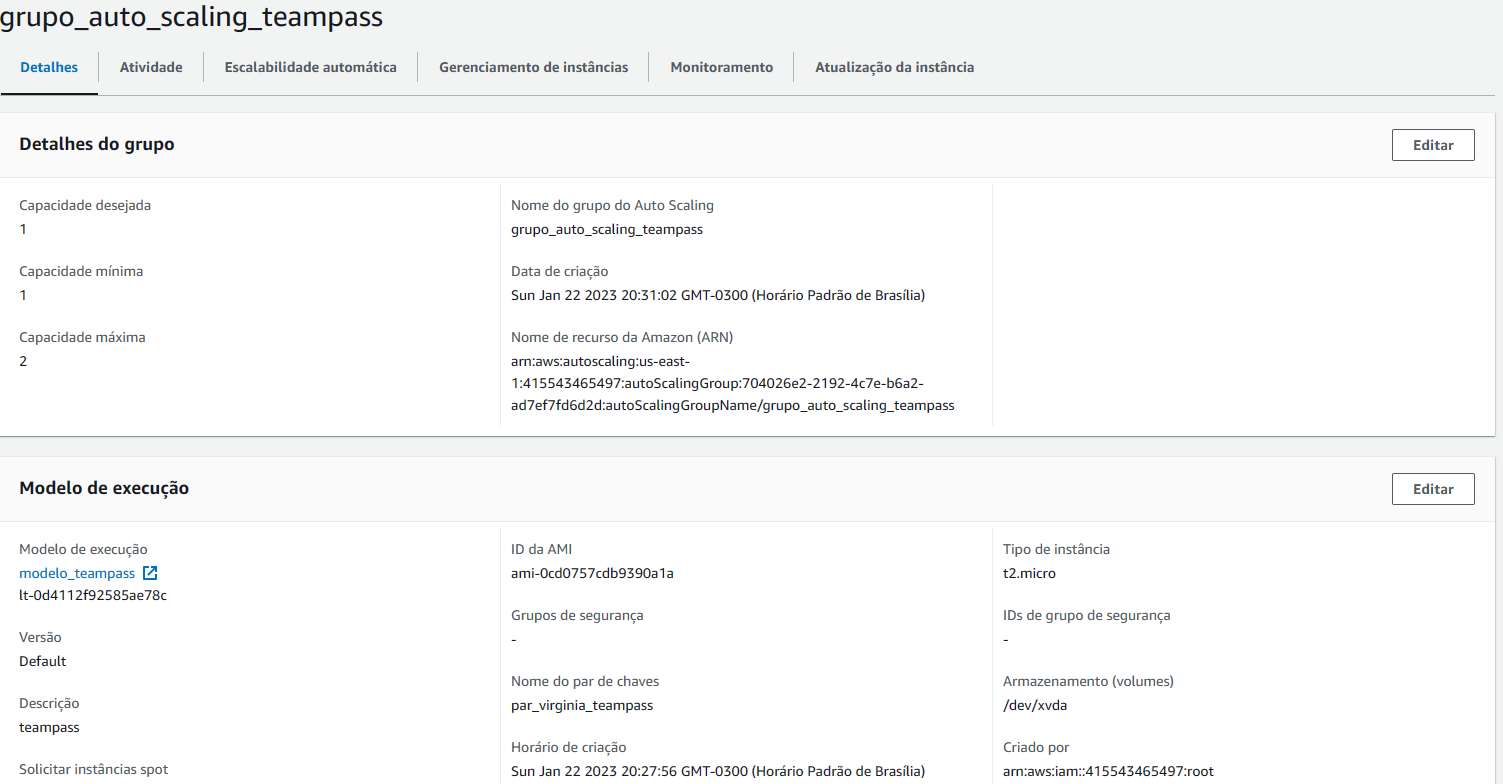 grupo_auto_scaling_teampass
Detalhes
Atividade
Escalabilidade automática
Gerenciamento de instâncias
Monitoramento
Atualização da instância
Detalhes do grupo
Editar
Capacidade desejada
1
Capacidade mínima
1
Capacidade máxima
2
Nome do grupo do Auto Scaling
grupo_auto_scaling_teampass
Data de criação
Sun Jan 22 2023 20:31:02 GMT-0300 (Horário Padrão de Brasília)
Nome de recurso da Amazon (ARN)
arn:aws:autoscaling:us-east-
1:415543465497:autoScalingGroup:704026e2-2192-4c7e-b6a2-
ad7ef7fd6d2d:autoScalingGroupName/grupo_auto_scaling_teampass
Modelo de execução
Editar
Modelo de execução
modelo_teampass
lt-0d4112f92585ae78c
Versão
Default
Descrição
teampass
Solicitar instâncias spot
ID da AMI
ami-0cd0757cdb9390a1a
Grupos de segurança
-
Nome do par de chaves
par_virginia_teampass
Horário de criação
Sun Jan 22 2023 20:27:56 GMT-0300 (Horário Padrão de Brasília)
Tipo de instância
t2.micro
IDs de grupo de segurança
-
Armazenamento (volumes)
/dev/xvda
Criado por
arn:aws:iam::415543465497:root